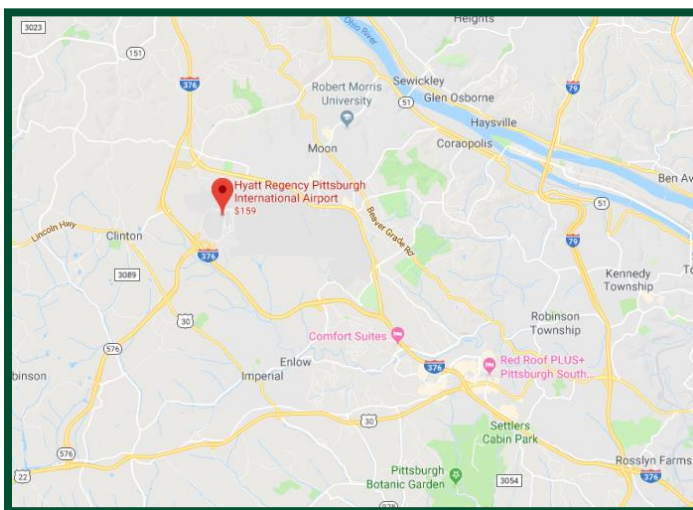 3023
Heights
Ohio River
151
376
79
Robert Morris
University
Sewickley
51
Glen Osborne
Haysville
Moon
Coraopolis
Ben Av
Hyatt Regency Pittsburgh
International Airport
$159
51
Lincoln Hwy
Clinton
Beaver Grade Rd
79
376
3089
Kennedy
Township
To
30
Robinson
Township
576
Comfort Suites
Enlow
376
Red Roof PLUS+
Pittsburgh South...
binson
Imperial
30
Settlers
Cabin Park
576
Rosslyn Farms
22
Pittsburgh
Botanic Garden
3054
376